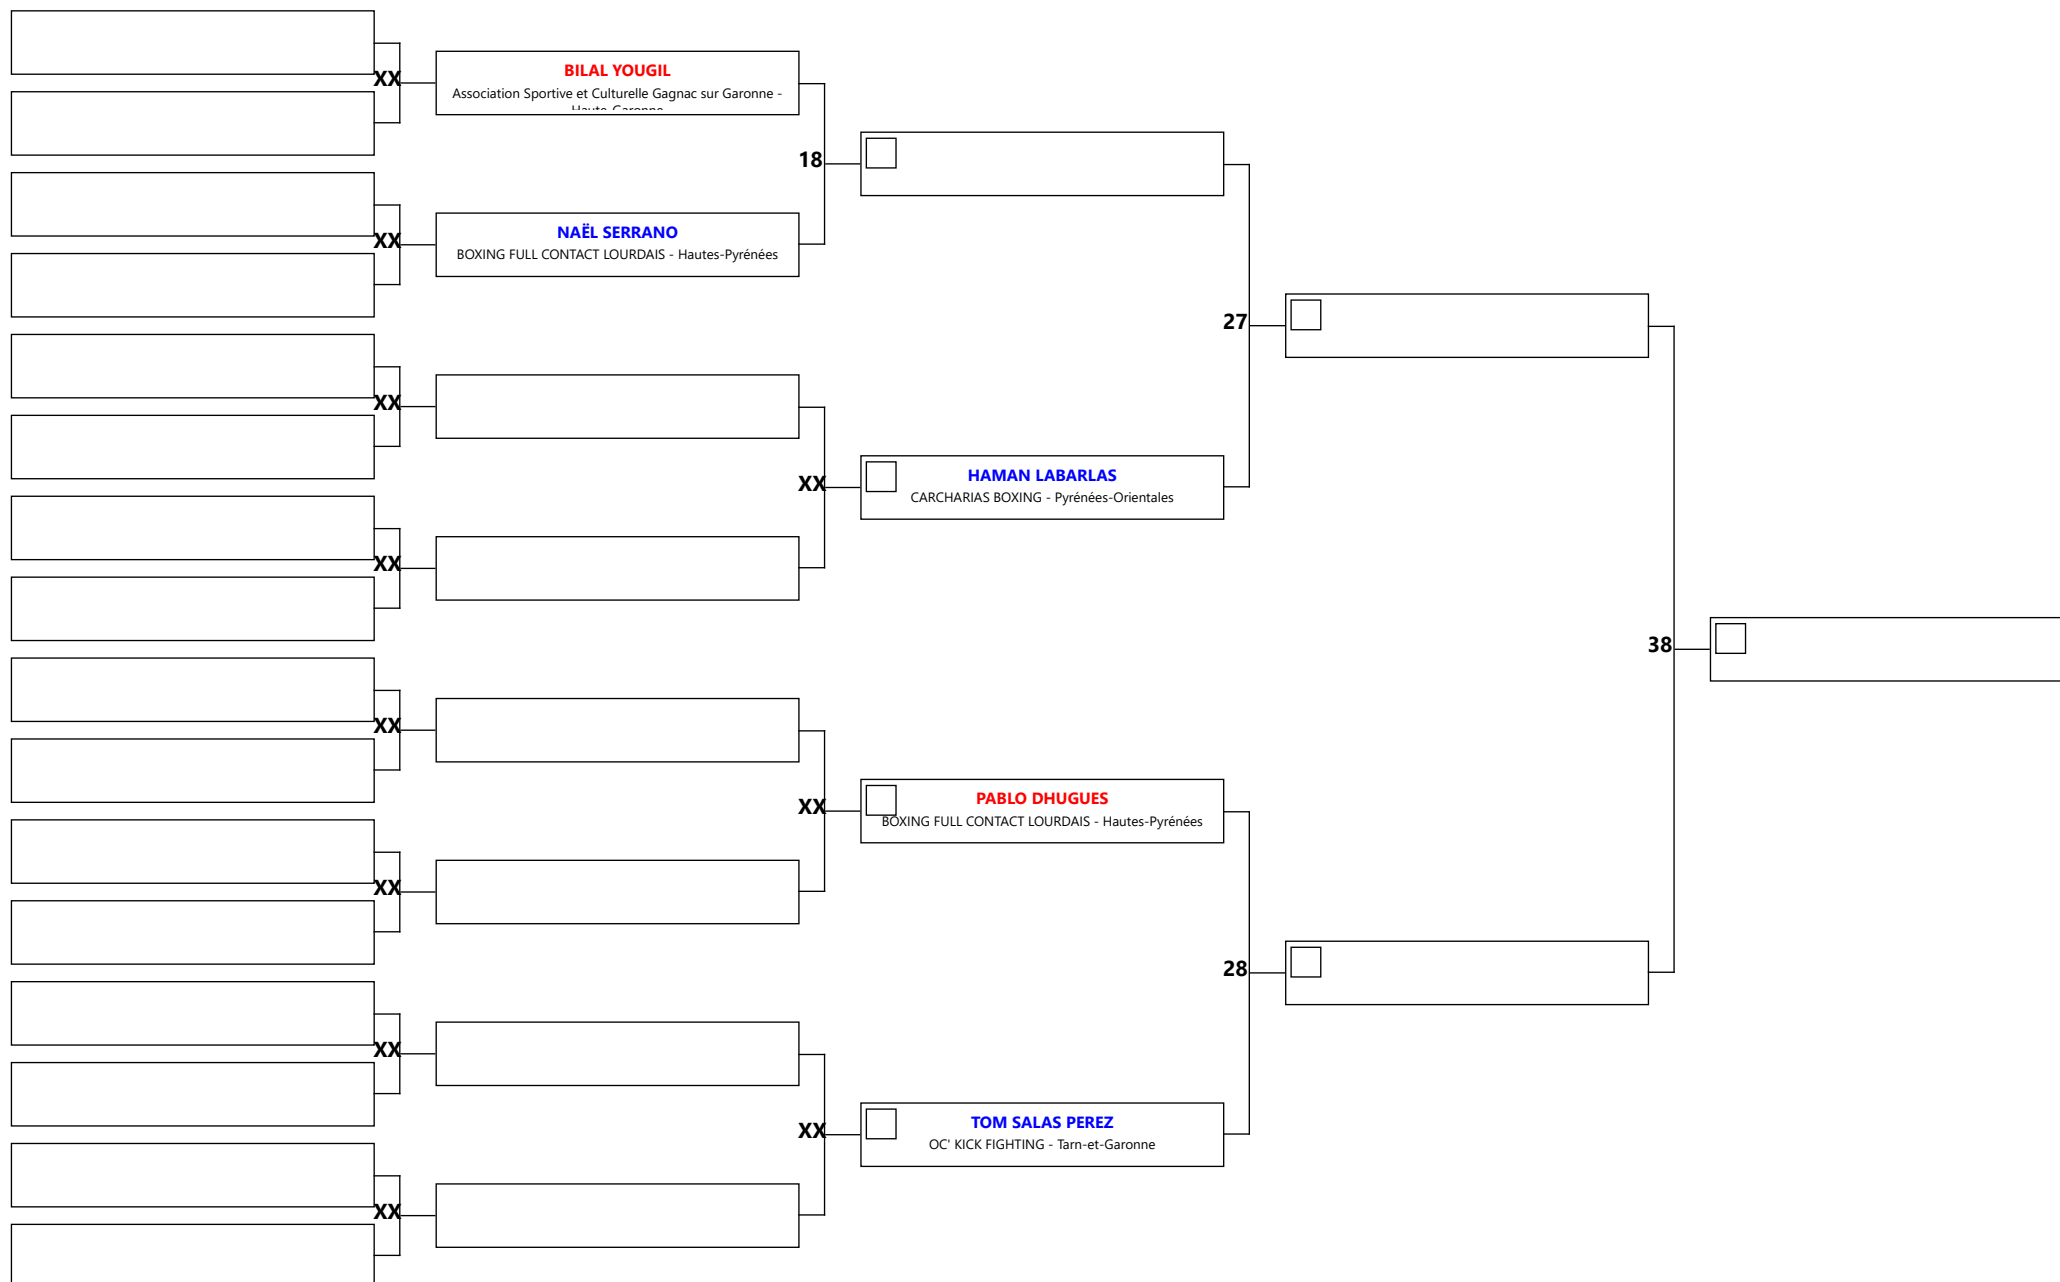 XX
BILAL YOUGIL
Association Sportive et Culturelle Gagnac sur Garonne -
Haute-Garonne
18
XX
NAËL SERRANO
BOXING FULL CONTACT LOURDAIS - Hautes-Pyrénées
27
XX
XX
HAMAN LABARLAS
CARCHARIAS BOXING - Pyrénées-Orientales
XX
38
XX
XX
PABLO DHUGUES
BOXING FULL CONTACT LOURDAIS - Hautes-Pyrénées
XX
28
XX
XX
TOM SALAS PEREZ
OC' KICK FIGHTING - Tarn-et-Garonne
XX